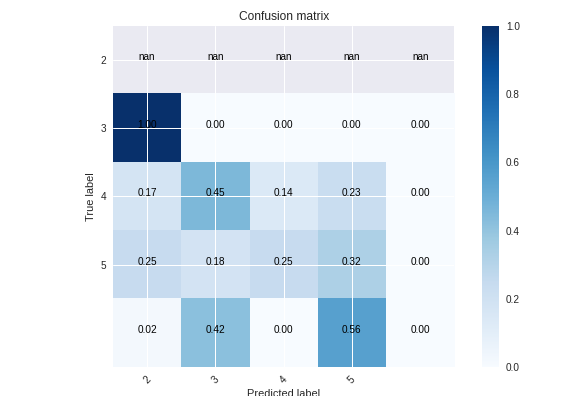 Confusion matrix
1.0
2 nan nan nan nan nan
0.8
3 1.00 0.00 0.00 0.00 0.00
0.6
True label
4 0.17 0.45 0.14 0.23 0.00
0.4
5 0.25 0.18 0.25 0.32 0.00
0.2
0.02 0.42 0.00 0.56 0.00
0.0
2 3 4 5
Predicted label